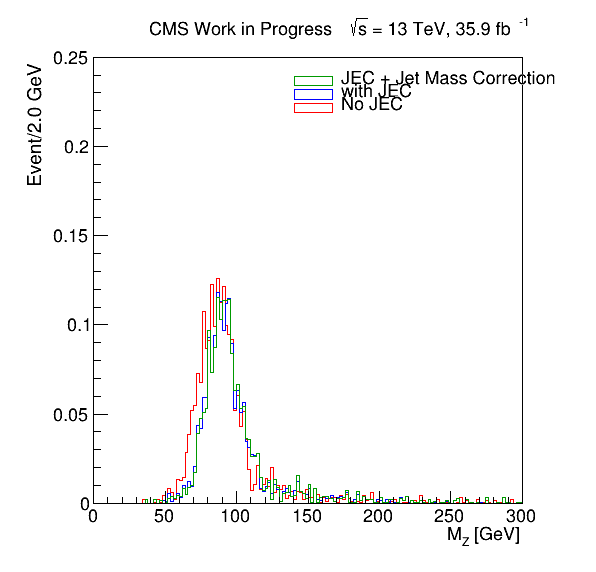 CMS Work in Progress √s = 13 TeV, 35.9 fb -1
Event/2.0 GeV
0.25
0.2
0.15
0.1
0.05
0
JEC + Jet Mass Correction
with JEC
No JEC
0 50 100 150 200 250 300
M_Z [GeV]